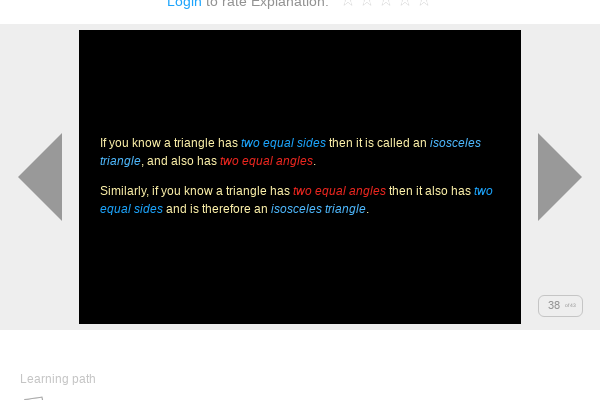 Login to rate Explanation:
If you know a triangle has two equal sides then it is called an isosceles
triangle, and also has two equal angles.
Similarly, if you know a triangle has two equal angles then it also has two
equal sides and is therefore an isosceles triangle.
38
Learning path